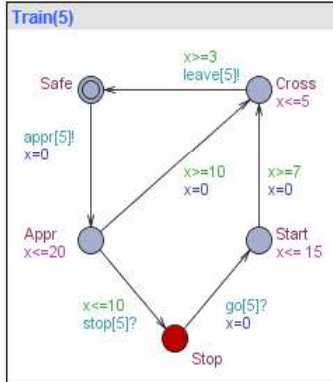 Train(5)
x>=3
leave[5]!
Safe
Cross
x<=5
appr[5]!
x=0
x>=10
x=0
x>=7
x=0
Appr
x<=20
Start
x<= 15
x<=10
stop[5]?
go[5]?
x=0
Stop